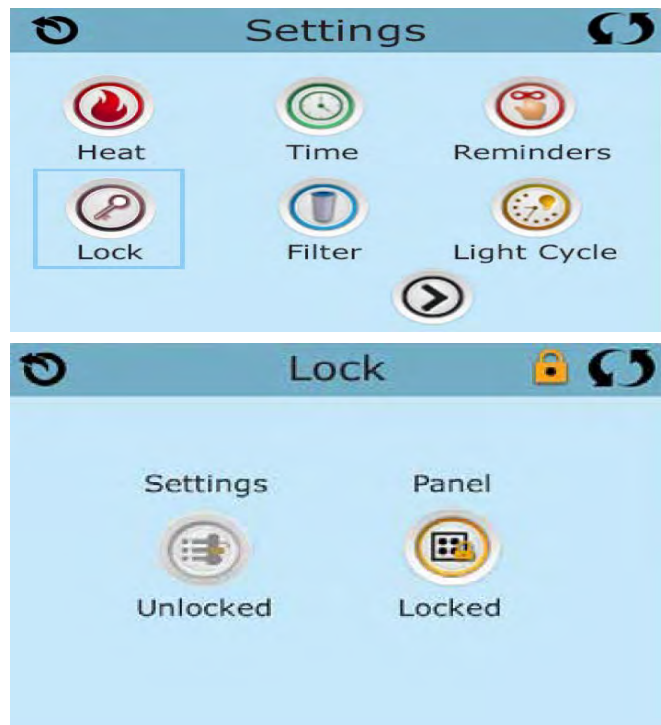 Settings
Heat Time Reminders
Lock Filter Light Cycle
Lock
Settings Panel
Unlocked Locked